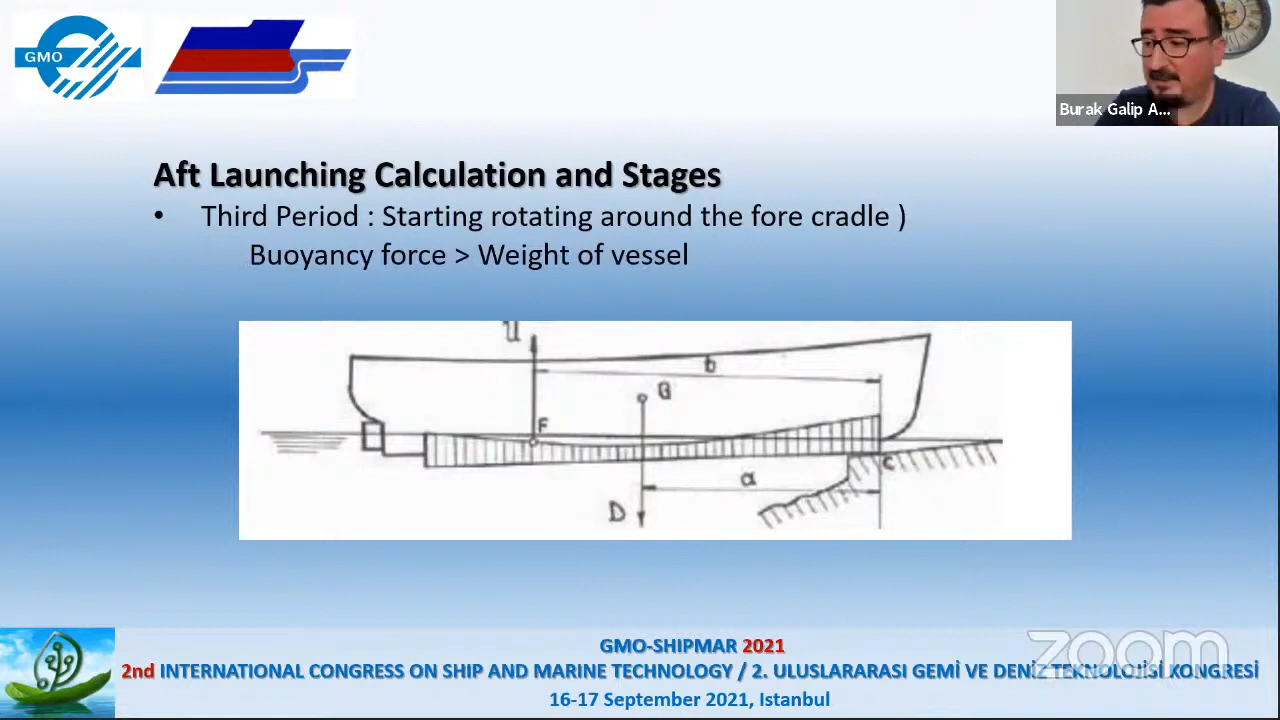 GMO
Burak Galip A...
Aft Launching Calculation and Stages
• Third Period : Starting rotating around the fore cradle )
Buoyancy force > Weight of vessel
U
b
G
F
a
C
D
GMO-SHIPMAR 2021
2nd INTERNATIONAL CONGRESS ON SHIP AND MARINE TECHNOLOGY / 2. ULUSLARARASI GEMİ VE DENİZ TEKNOLOJİSİ KONGRESİ
16-17 September 2021, Istanbul
zoom